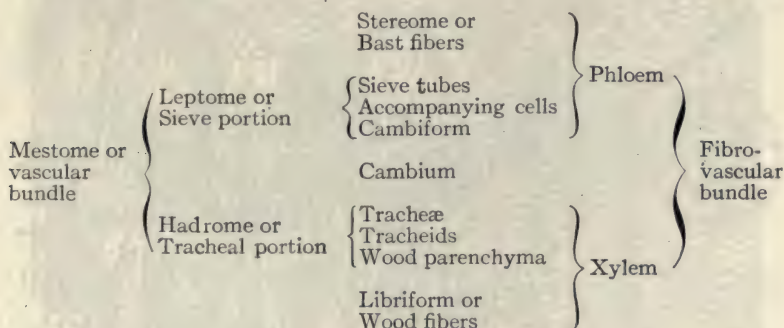 Stereome or
Bast fibers
Phloem
Leptome or
Sieve portion
Sieve tubes
Accompanying cells
Cambiform
Mestome or
vascular
bundle
Cambium
Fibro-
vascular
bundle
Hadrome or
Tracheal portion
Tracheæ
Tracheids
Wood parenchyma
Xylem
Libriform or
Wood fibers